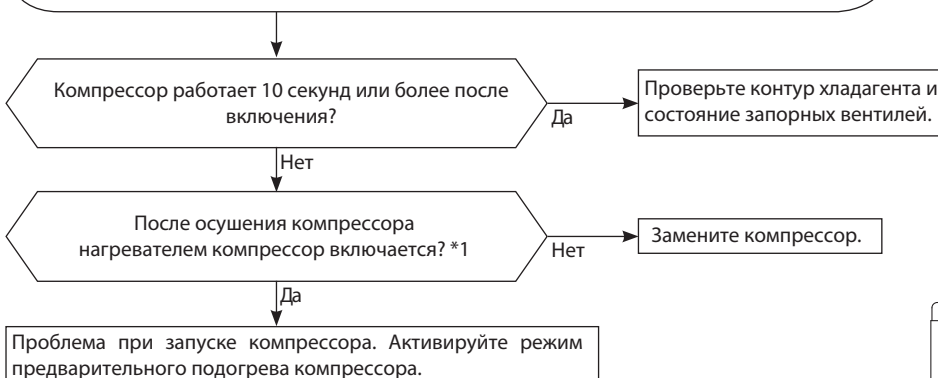 Компрессор работает 10 секунд или более после
включения?
Да
Проверьте контур хладагента и
состояние запорных вентилей.
Нет
После осушения компрессора
нагревателем компрессор включается? *1
Нет
Замените компрессор.
Да
Проблема при запуске компрессора. Активируйте режим
предварительного подогрева компрессора.